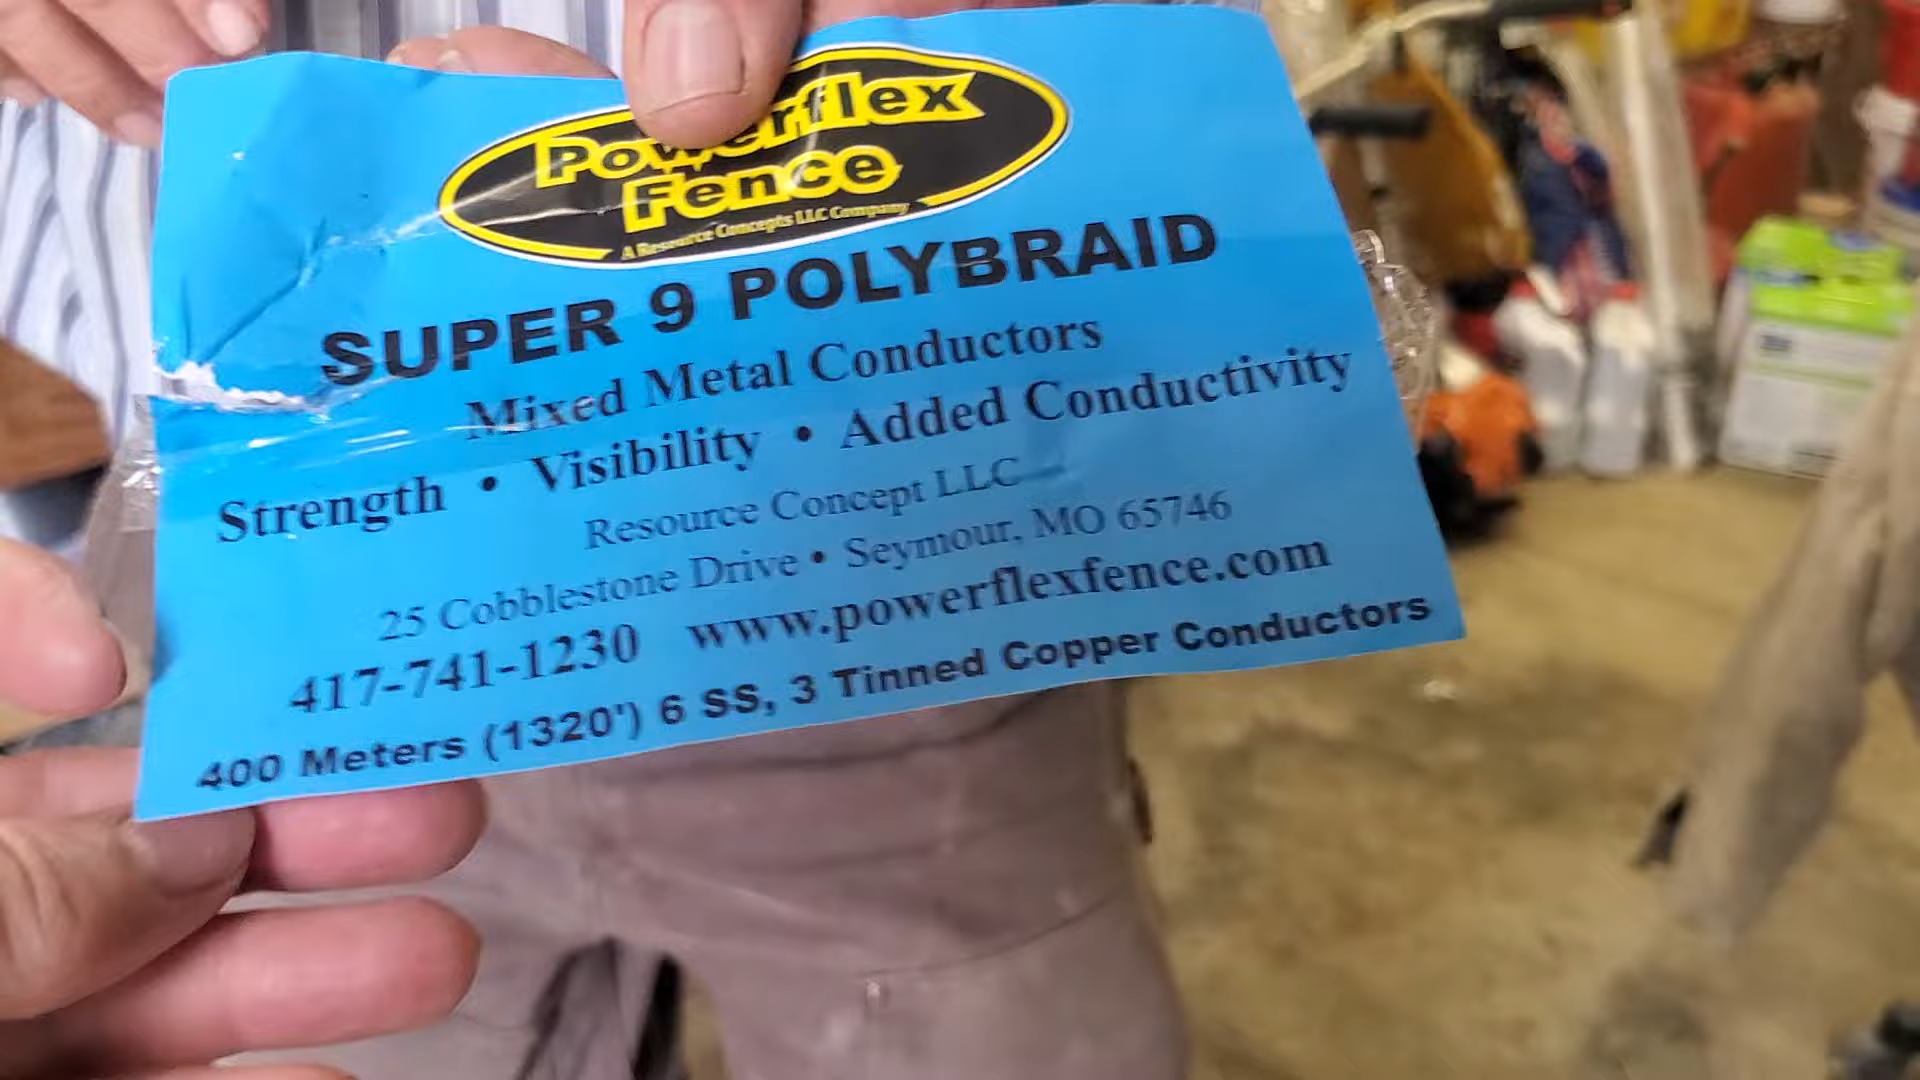 Powerflex
Fence
A Resource Concepts LLC Company
SUPER 9 POLYBRAID
Mixed Metal Conductors
Strength • Visibility • Added Conductivity
Resource Concept LLC
25 Cobblestone Drive • Seymour, MO 65746
417-741-1230 www.powerflexfence.com
400 Meters (1320') 6 SS, 3 Tinned Copper Conductors